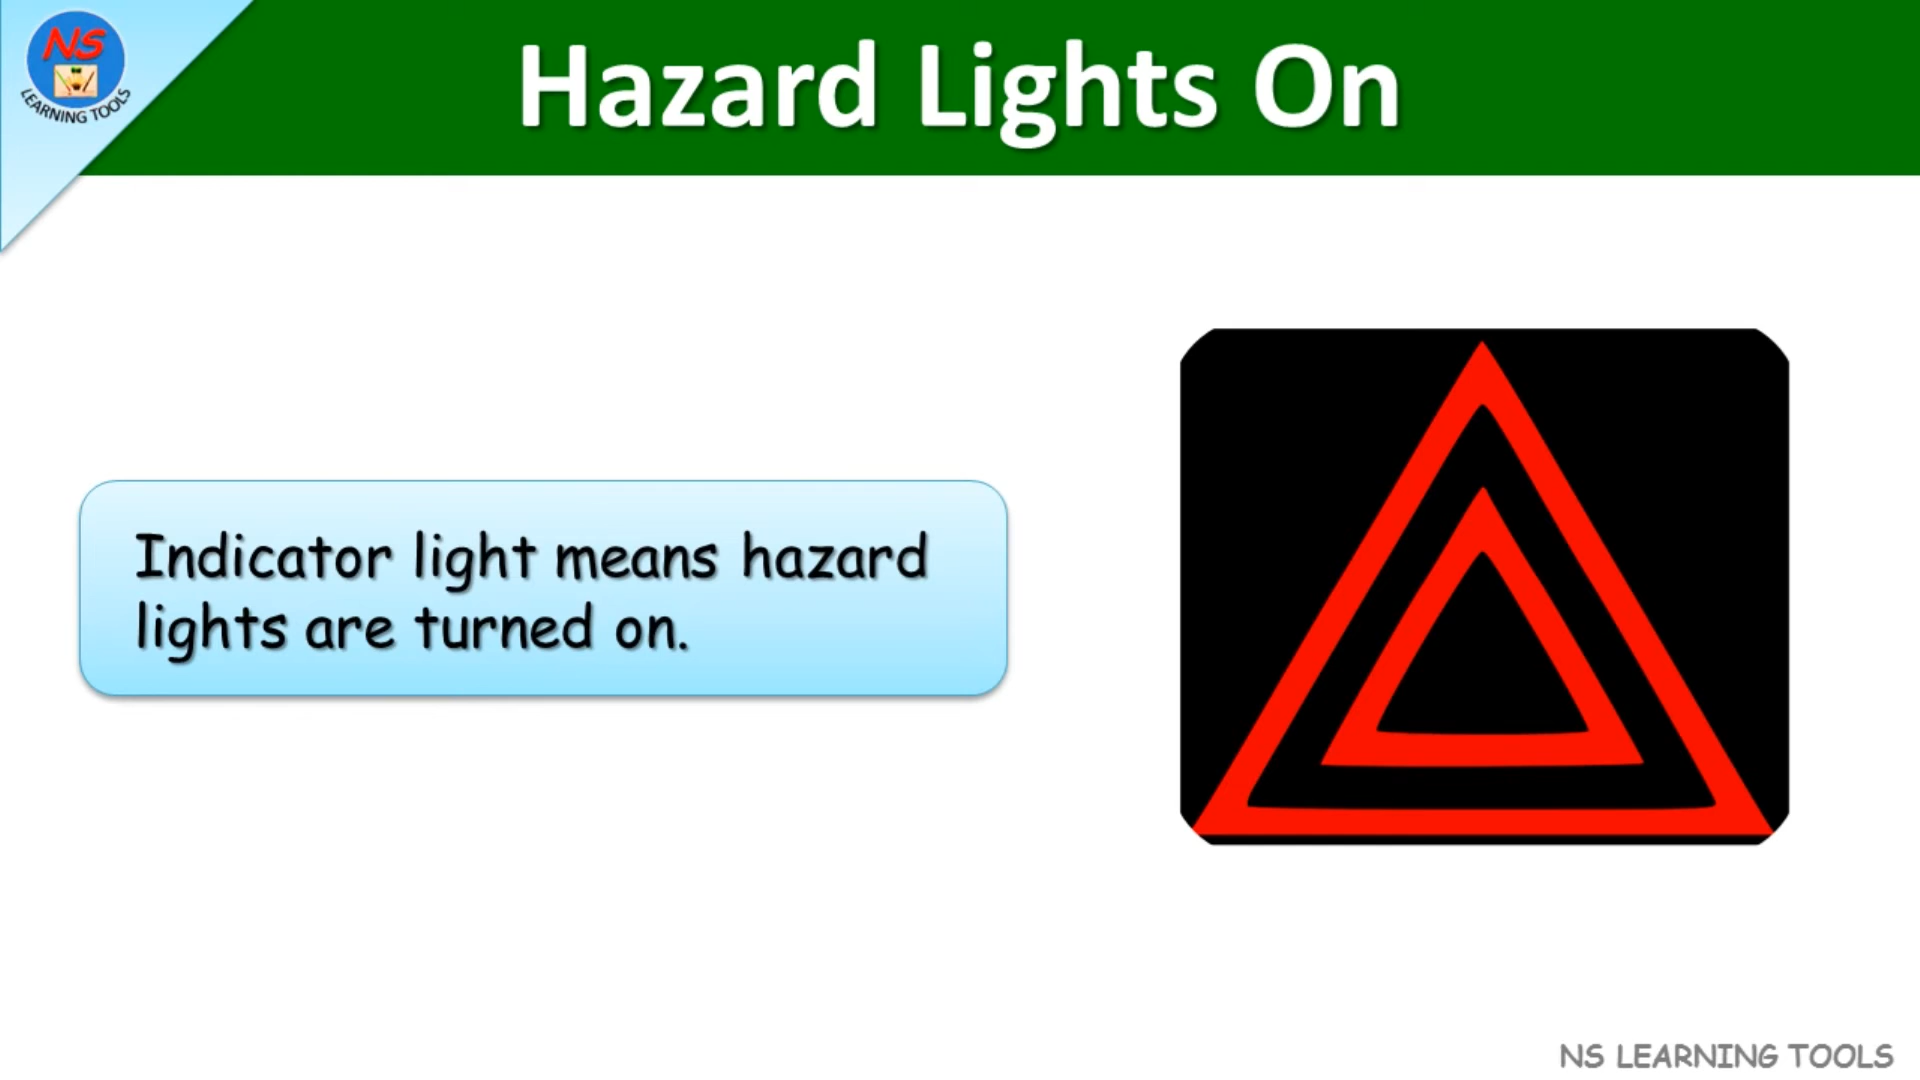 NS
LEARNING TOOLS
Hazard Lights On
Indicator light means hazard
lights are turned on.
NS LEARNING TOOLS